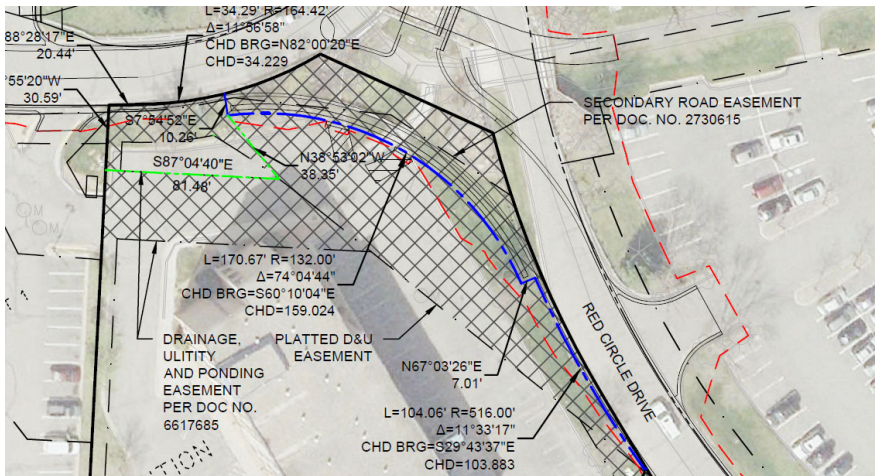 L=34.29' R=164.42'
Δ=11°56'58"
CHD BRG=N82°00'20"E
CHD=34.229
88°28'17"E
20.44'
°55'20"W
30.59'
S7°54'52"E
10.26'
SECONDARY ROAD EASEMENT
PER DOC. NO. 2730615
S87°04'40"E
81.48'
N38°53'02"W
38.35'
L=170.67' R=132.00'
Δ=74°04'44"
CHD BRG=S60°10'04"E
CHD=159.024
DRAINAGE,
ULITITY
AND PONDING
EASEMENT
PER DOC NO.
6617685
PLATTED D&U
EASEMENT
N67°03'26"E
7.01'
RED CIRCLE DRIVE
L=104.06' R=516.00'
Δ=11°33'17"
CHD BRG=S29°43'37"E
CHD=103.883
M
M
TION